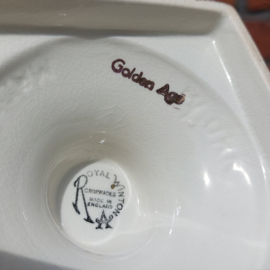 Golden Age
ROYAL WINTON
GRIMWADES
MADE IN
ENGLAND